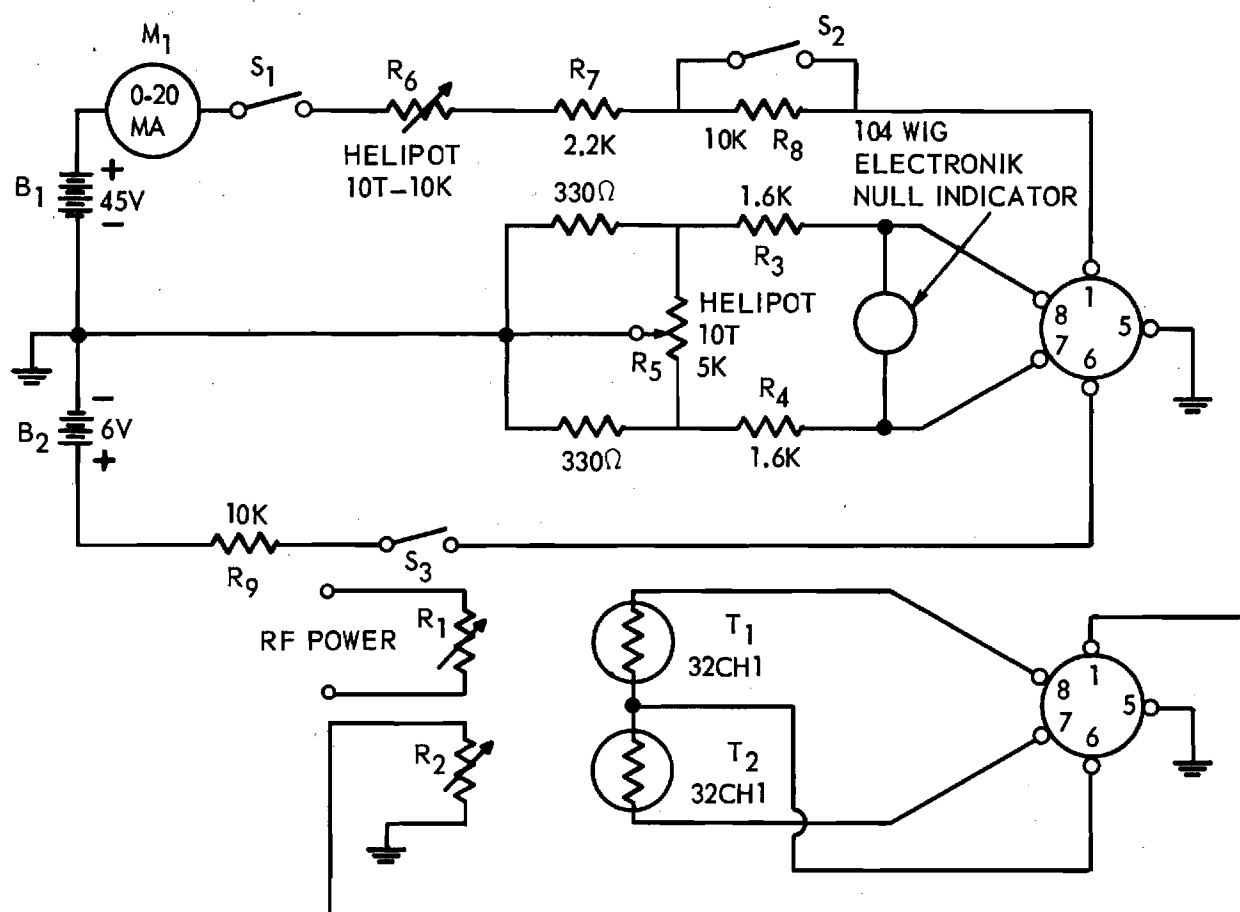 M1
0-20
MA
S1
R6
HELIPOT
10T-10K
R7
2.2K
S2
10K
R8
104 WIG
ELECTRONIK
NULL INDICATOR
B1
+
45V
−
330Ω
1.6K
R3
HELIPOT
10T
5K
R5
R4
330Ω
1.6K
1
8
7
6
5
−
B2
6V
+
10K
R9
S3
RF POWER
R1
R2
T1
32CH1
T2
32CH1
1
8
7
6
5